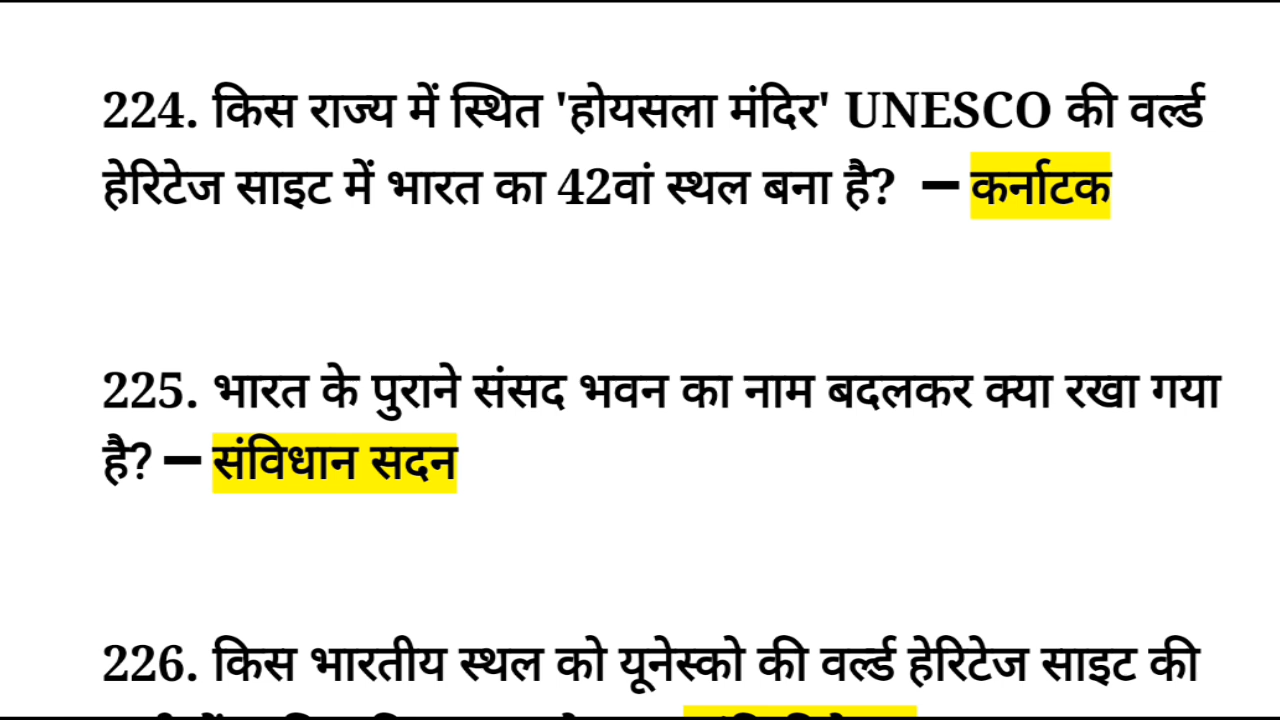 224. किस राज्य में स्थित 'होयसला मंदिर' UNESCO की वर्ल्ड
हेरिटेज साइट में भारत का 42वां स्थल बना है? – कर्नाटक
225. भारत के पुराने संसद भवन का नाम बदलकर क्या रखा गया
है? – संविधान सदन
226. किस भारतीय स्थल को यूनेस्को की वर्ल्ड हेरिटेज साइट की